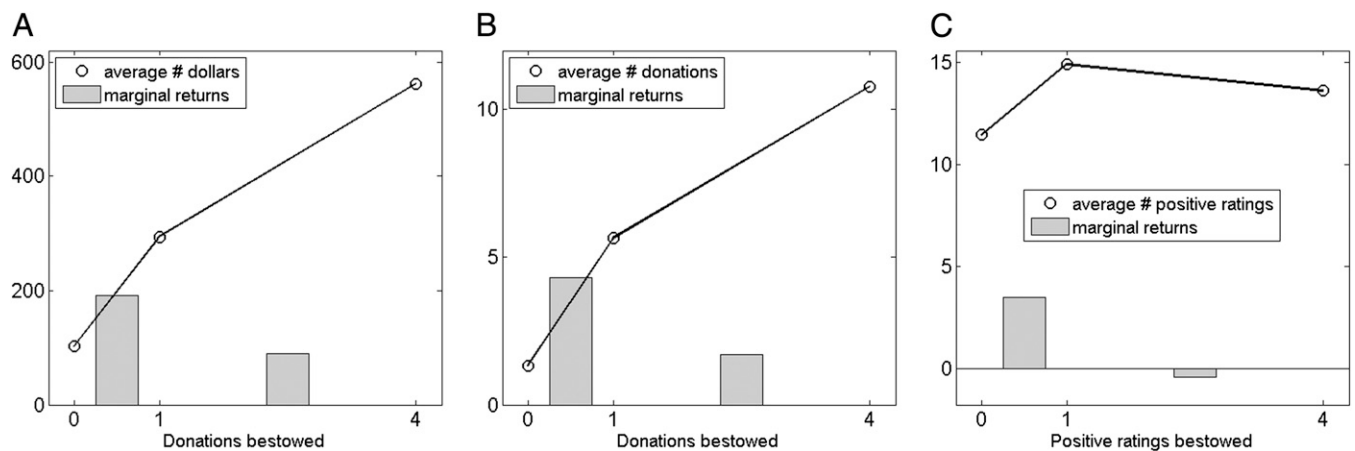 A
600
400
200
0
average # dollars
marginal returns
0 1 4
Donations bestowed
B
10
5
0
average # donations
marginal returns
0 1 4
Donations bestowed
C
15
10
5
0
average # positive ratings
marginal returns
0 1 4
Positive ratings bestowed